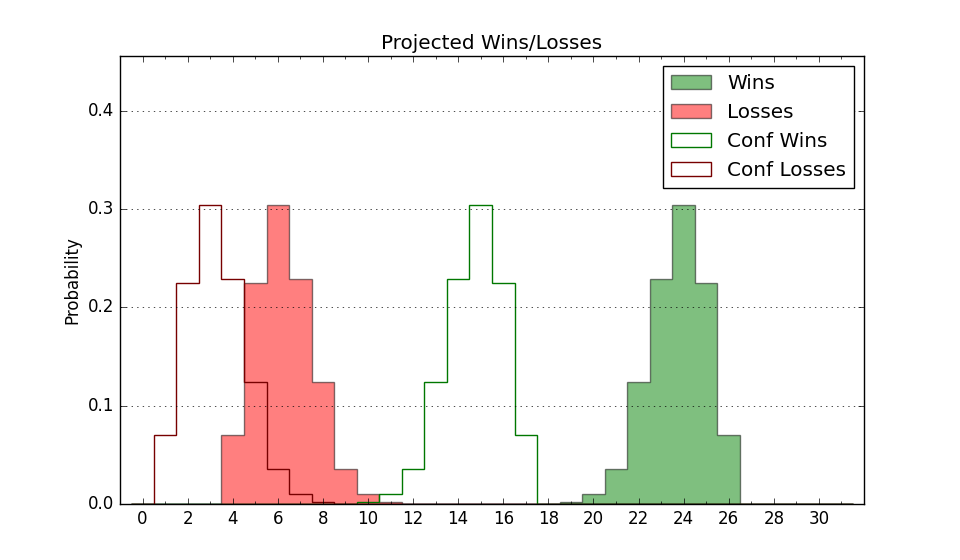 Projected Wins/Losses
Wins
Losses
Conf Wins
Conf Losses
Probability
0.4
0.3
0.2
0.1
0.0
0 2 4 6 8 10 12 14 16 18 20 22 24 26 28 30